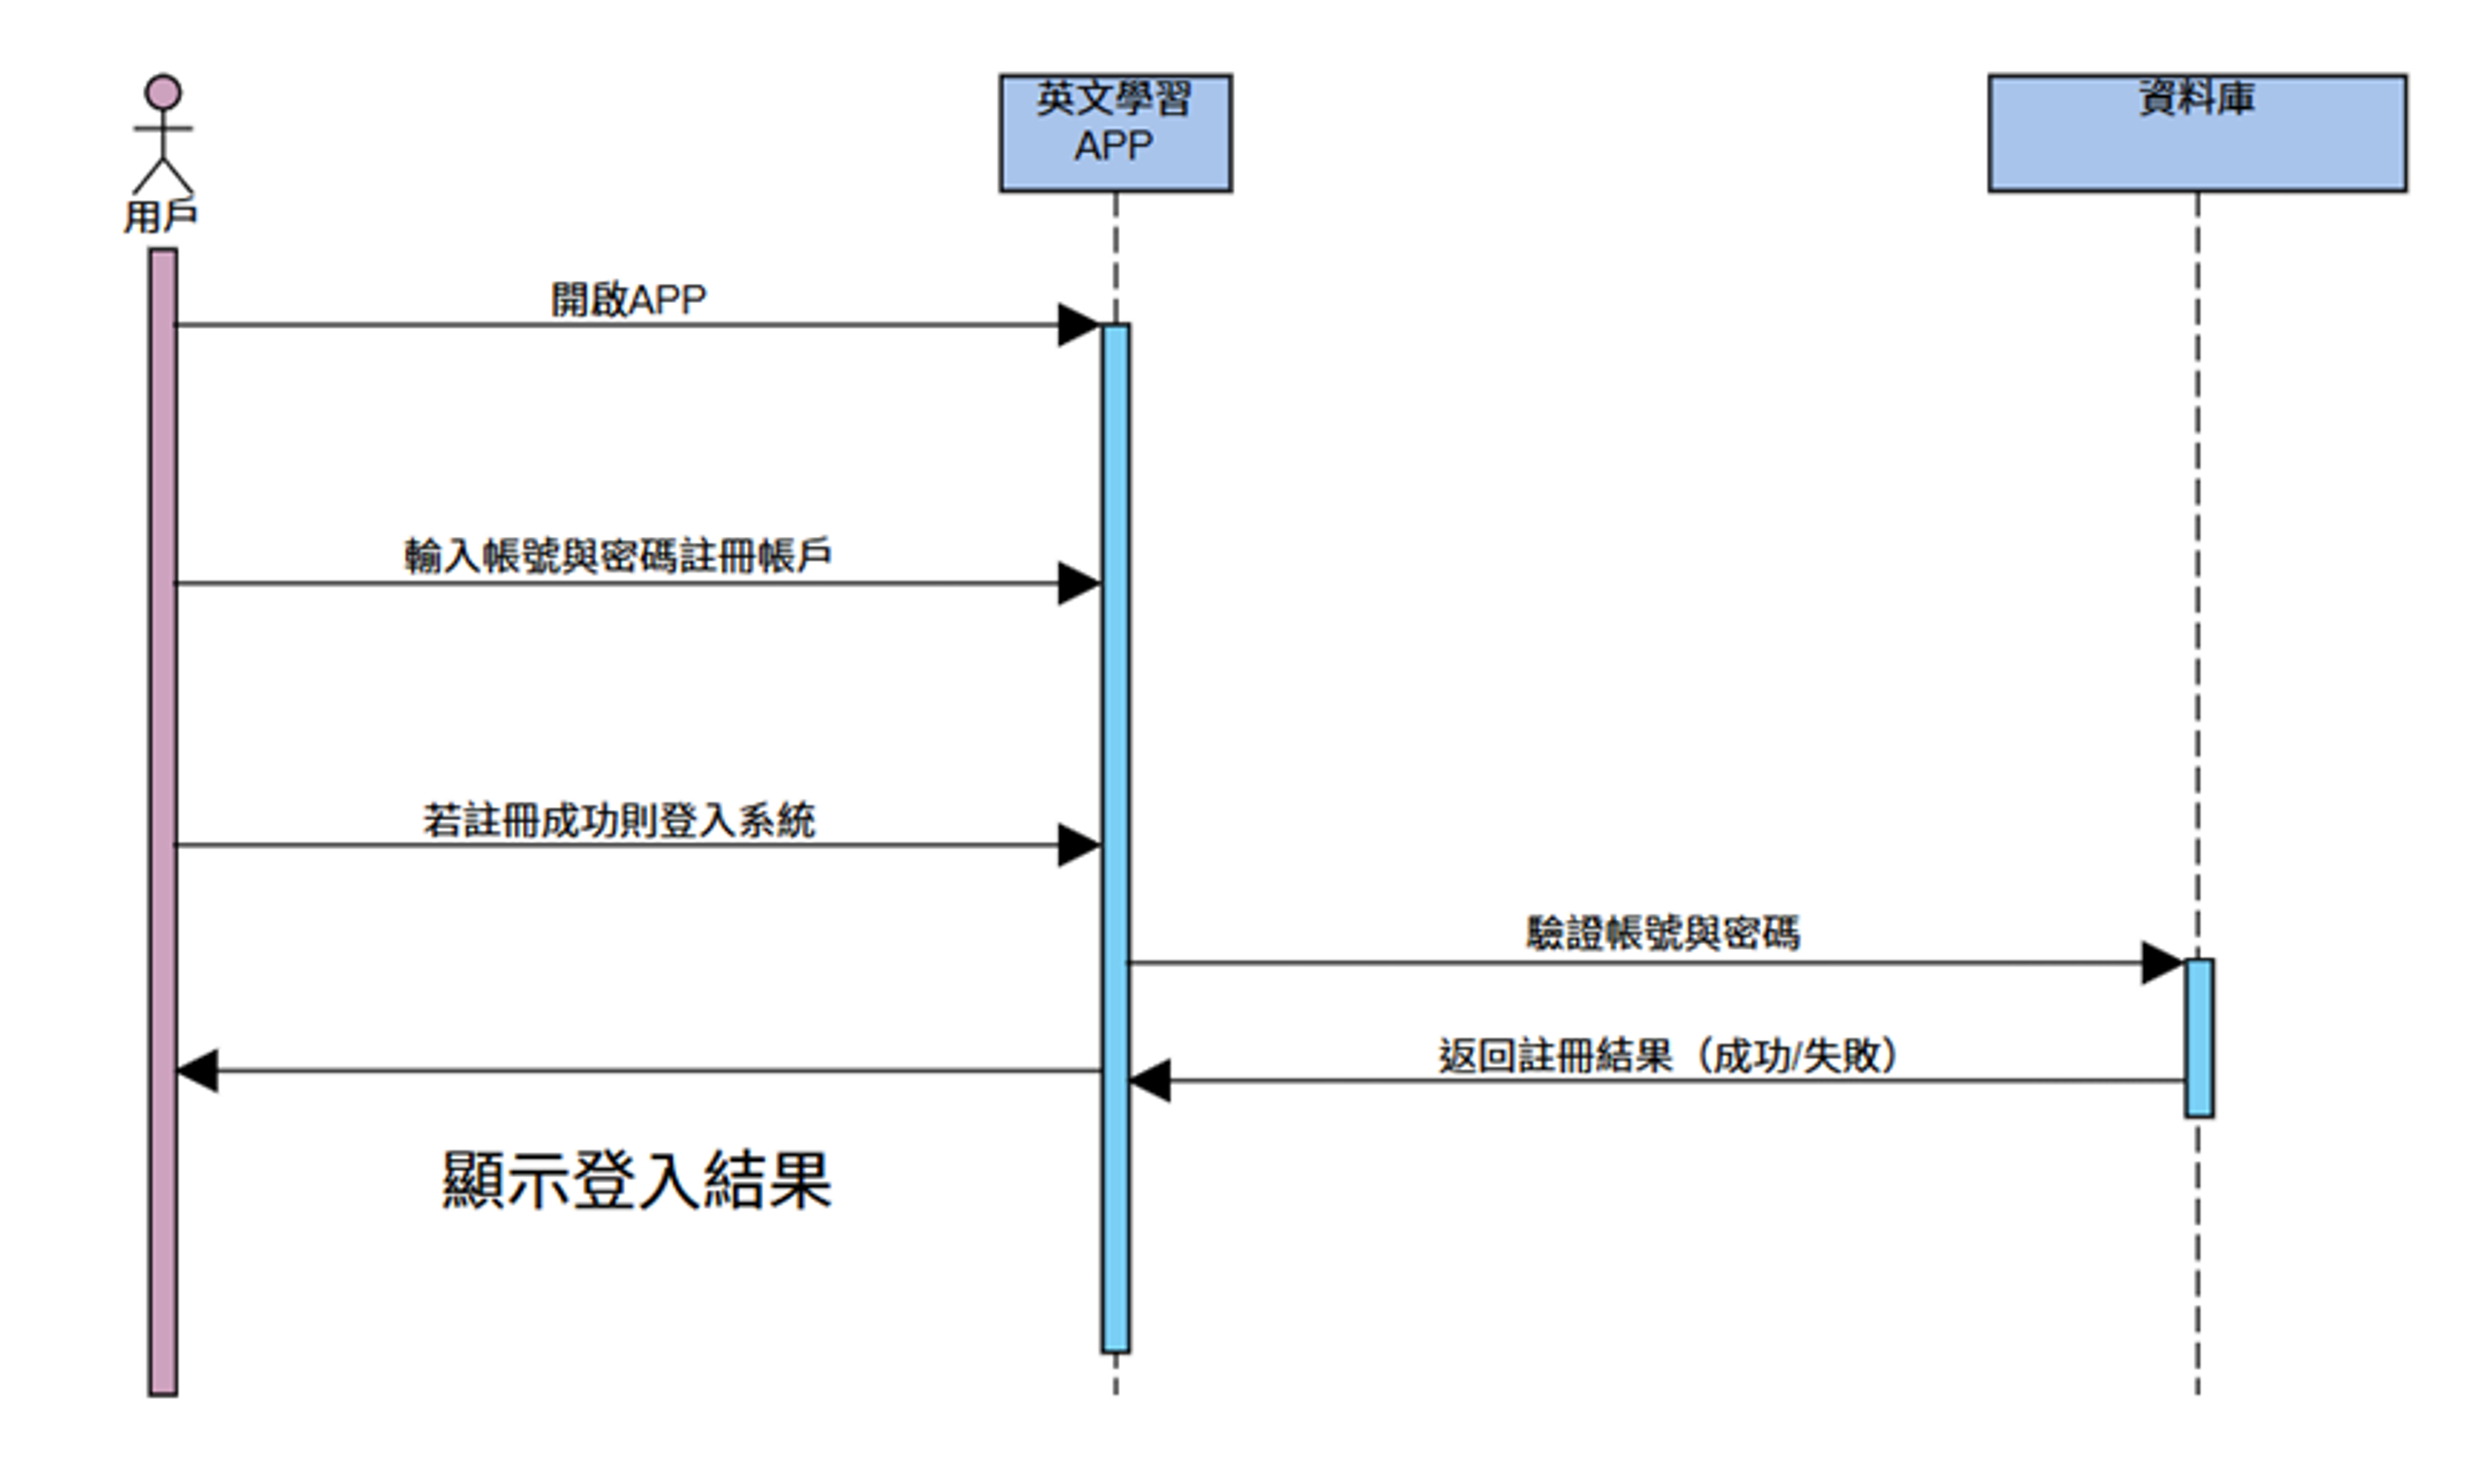 英文學習
APP
資料庫
用戶
開啟APP
輸入帳號與密碼註冊帳戶
若註冊成功則登入系統
驗證帳號與密碼
返回註冊結果（成功/失敗）
顯示登入結果